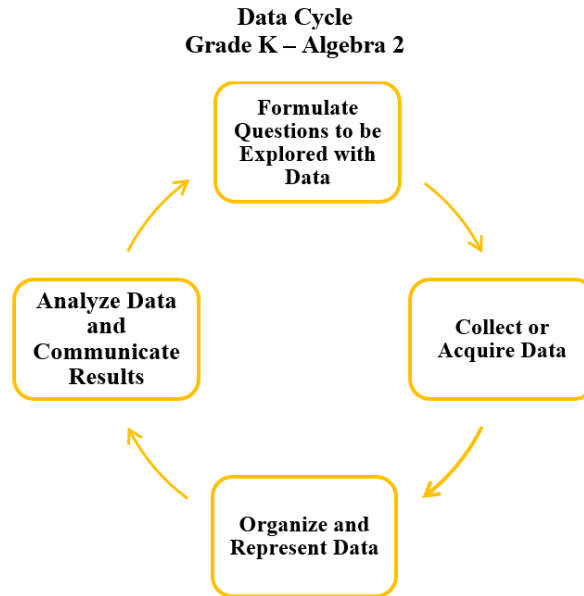 Data Cycle
Grade K – Algebra 2
Formulate
Questions to be
Explored with
Data
Collect or
Acquire Data
Organize and
Represent Data
Analyze Data
and
Communicate
Results